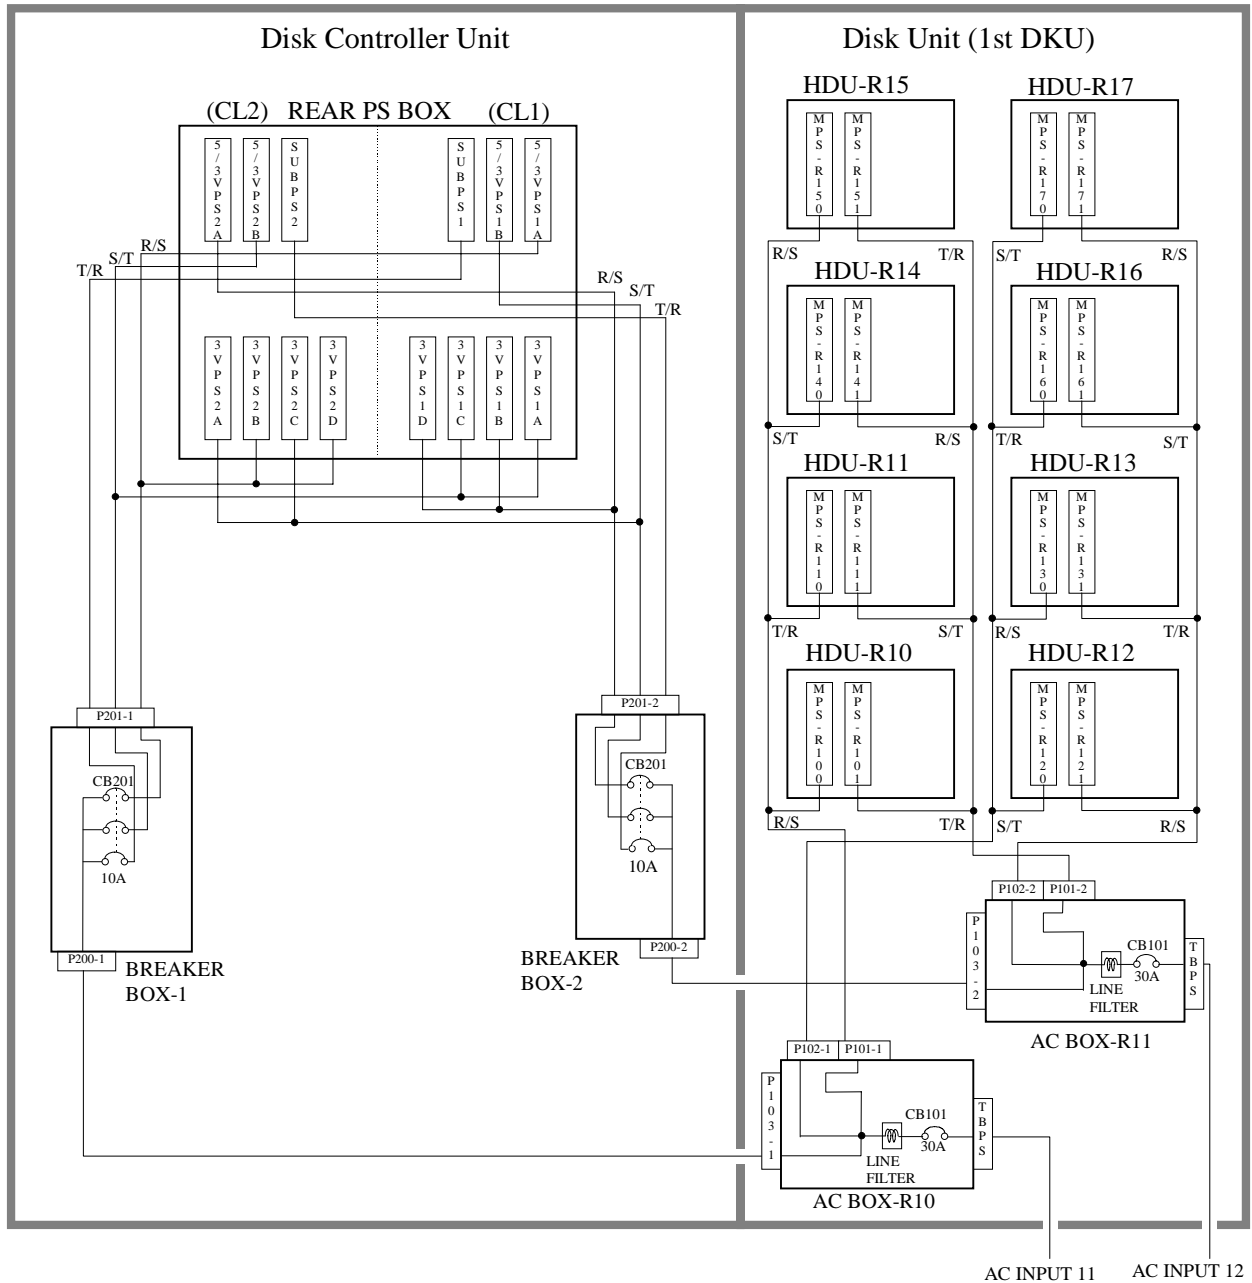 Disk Controller Unit
Disk Unit (1st DKU)
(CL2) REAR PS BOX (CL1)
5/3VPS2A
5/3VPS2B
SUBPS2
SUBPS1
5/3VPS1B
5/3VPS1A
R/S
S/T
T/R
R/S
S/T
T/R
3VPS2A
3VPS2B
3VPS2C
3VPS2D
3VPS1D
3VPS1C
3VPS1B
3VPS1A
P201-1
CB201
10A
P200-1
BREAKER
BOX-1
P201-2
CB201
10A
P200-2
BREAKER
BOX-2
HDU-R15
MPS-R150
MPS-R151
R/S
T/R
HDU-R17
MPS-R170
MPS-R171
S/T
R/S
HDU-R14
MPS-R140
MPS-R141
S/T
R/S
HDU-R16
MPS-R160
MPS-R161
T/R
S/T
HDU-R11
MPS-R110
MPS-R111
T/R
S/T
HDU-R13
MPS-R130
MPS-R131
R/S
T/R
HDU-R10
MPS-R100
MPS-R101
R/S
T/R
HDU-R12
MPS-R120
MPS-R121
S/T
R/S
P102-2
P101-2
P103-2
CB101
30A
LINE
FILTER
TBPS
AC BOX-R11
P102-1
P101-1
P103-1
CB101
30A
LINE
FILTER
TBPS
AC BOX-R10
AC INPUT 11
AC INPUT 12